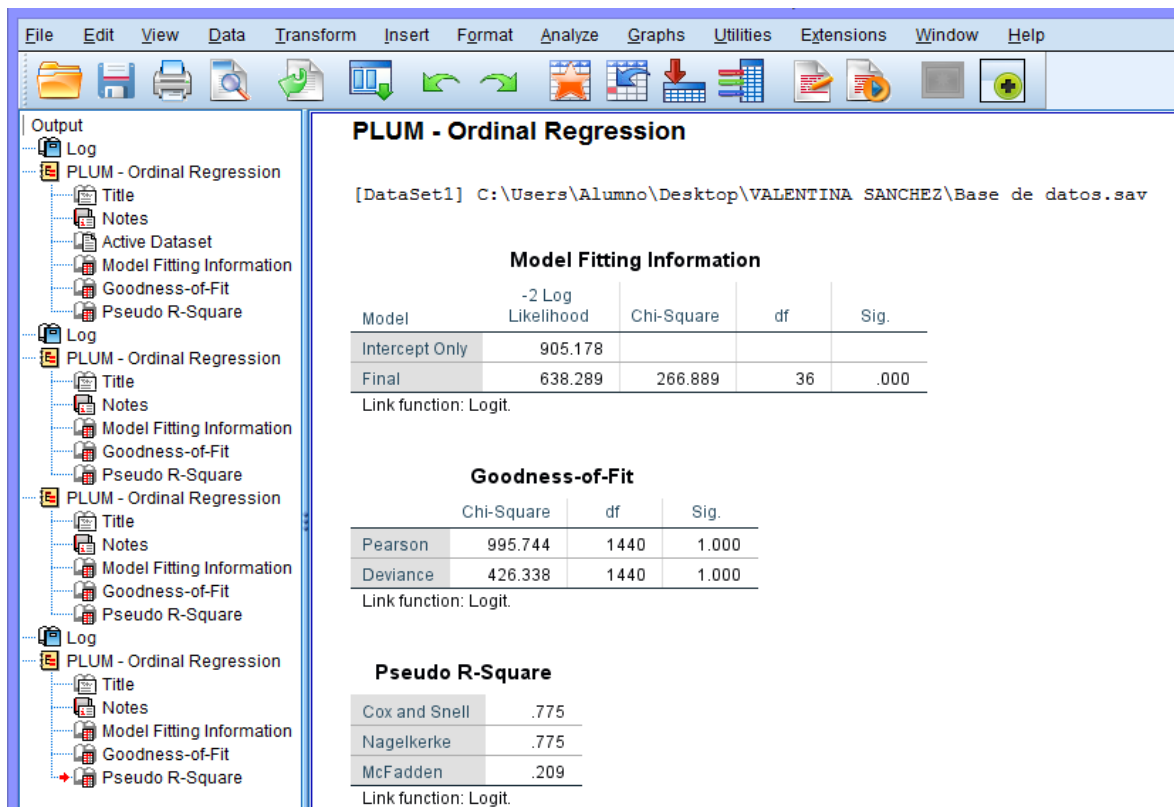 File Edit View Data Transform Insert Format Analyze Graphs Utilities Extensions Window Help
Output
Log
PLUM - Ordinal Regression
Title
Notes
Active Dataset
Model Fitting Information
Goodness-of-Fit
Pseudo R-Square
Log
PLUM - Ordinal Regression
Title
Notes
Model Fitting Information
Goodness-of-Fit
Pseudo R-Square
PLUM - Ordinal Regression
Title
Notes
Model Fitting Information
Goodness-of-Fit
Pseudo R-Square
Log
PLUM - Ordinal Regression
Title
Notes
Model Fitting Information
Goodness-of-Fit
Pseudo R-Square
PLUM - Ordinal Regression
[DataSet1] C:\Users\Alumno\Desktop\VALENTINA SANCHEZ\Base de datos.sav
Model Fitting Information
Model -2 Log Likelihood Chi-Square df Sig.
Intercept Only 905.178
Final 638.289 266.889 36 .000
Link function: Logit.
Goodness-of-Fit
Chi-Square df Sig.
Pearson 995.744 1440 1.000
Deviance 426.338 1440 1.000
Link function: Logit.
Pseudo R-Square
Cox and Snell .775
Nagelkerke .775
McFadden .209
Link function: Logit.